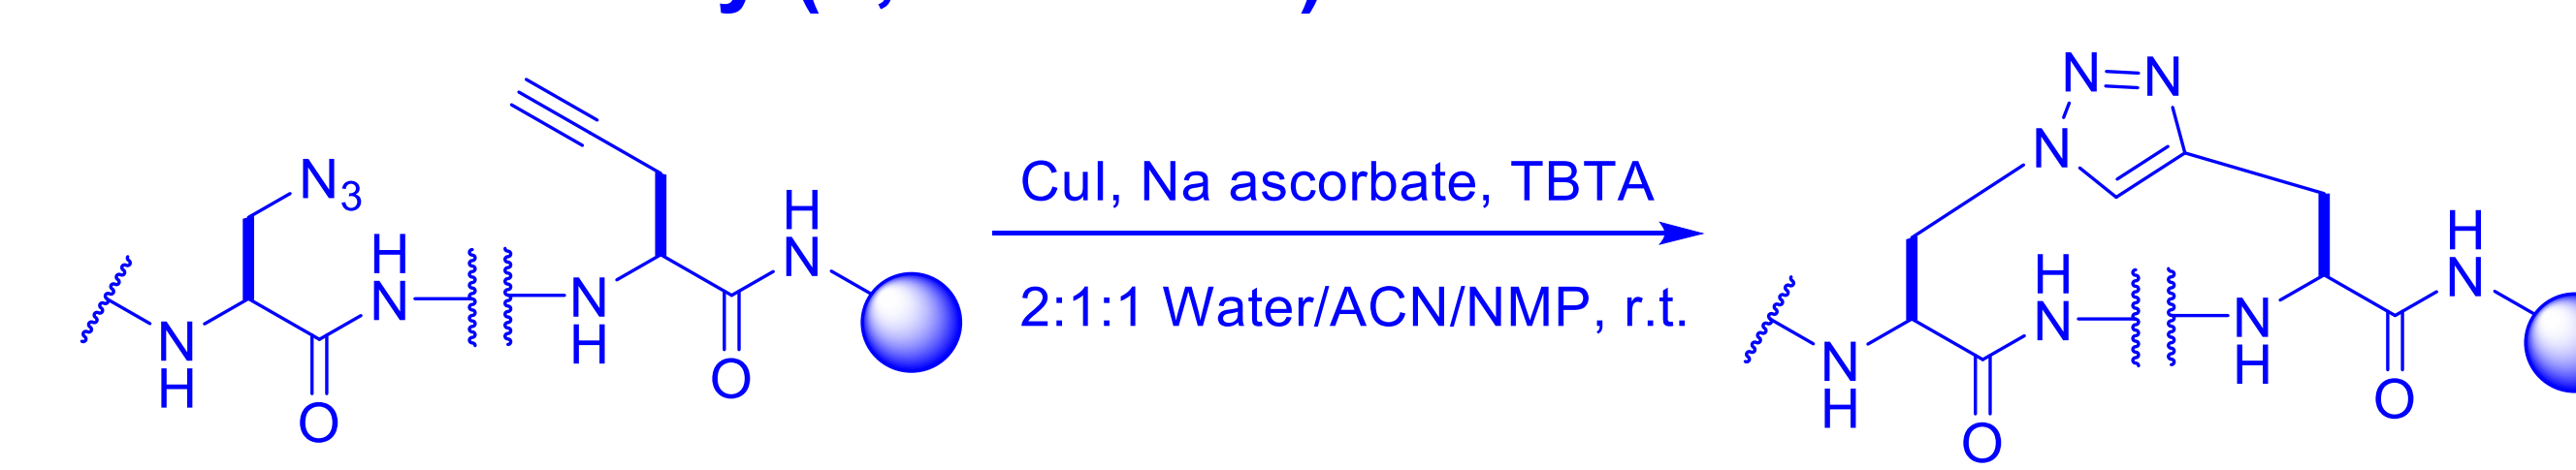 N₃
H
N
H
N
H
N
O
N
H
O
CuI, Na ascorbate, TBTA
2:1:1 Water/ACN/NMP, r.t.
N=N
N
H
N
H
N
N
H
O
N
H
O